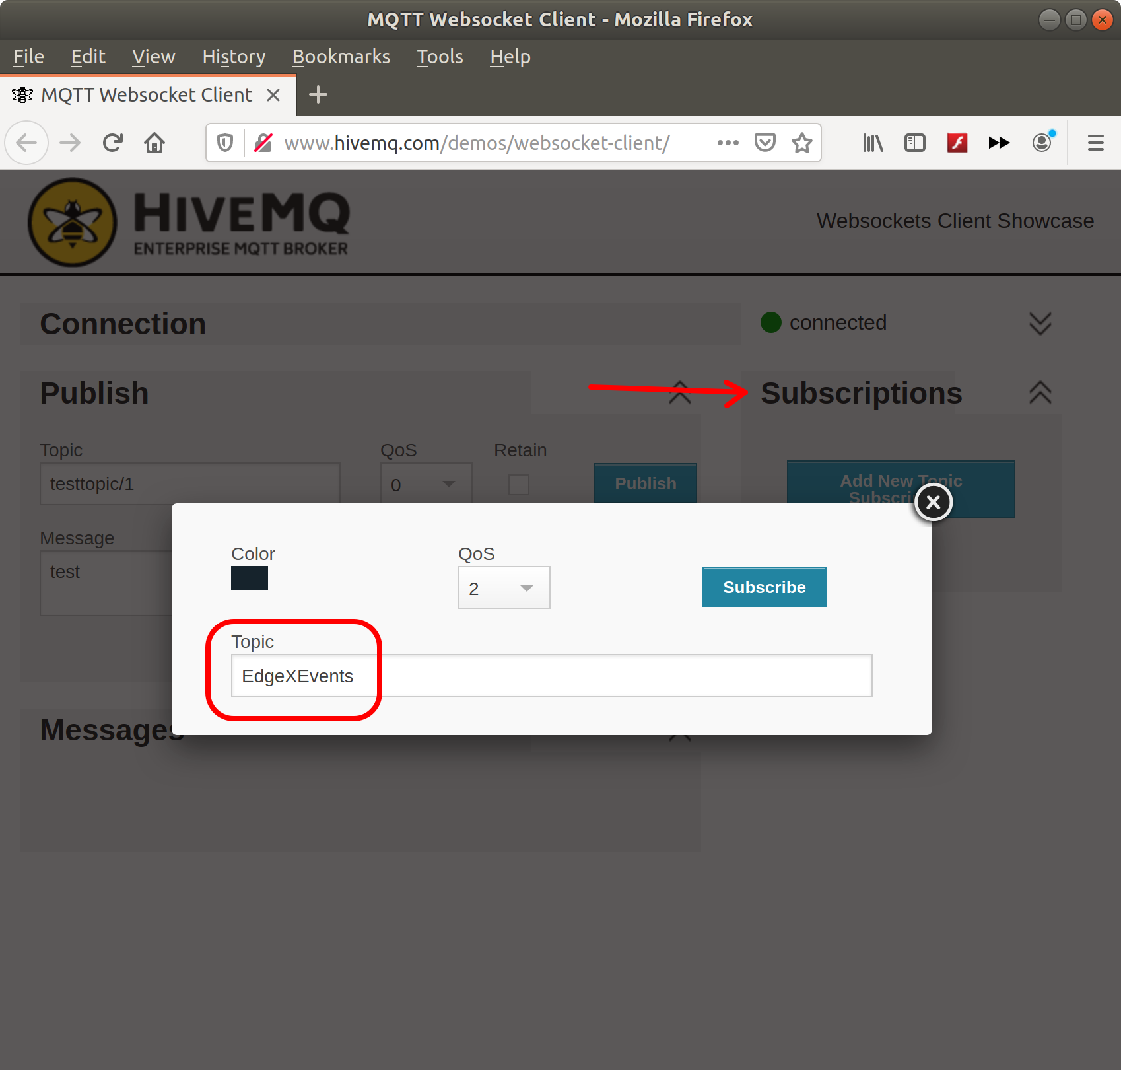 MQTT Websocket Client - Mozilla Firefox
File Edit View History Bookmarks Tools Help
MQTT Websocket Client
www.hivemq.com/demos/websocket-client/
HIVEMQ
ENTERPRISE MQTT BROKER
Websockets Client Showcase
Connection
connected
Publish
Subscriptions
Topic
QoS
Retain
testtopic/1
0
Publish
Add New Topic
Subscri
Message
test
Color
QoS
2
Subscribe
Topic
EdgeXEvents
Messages